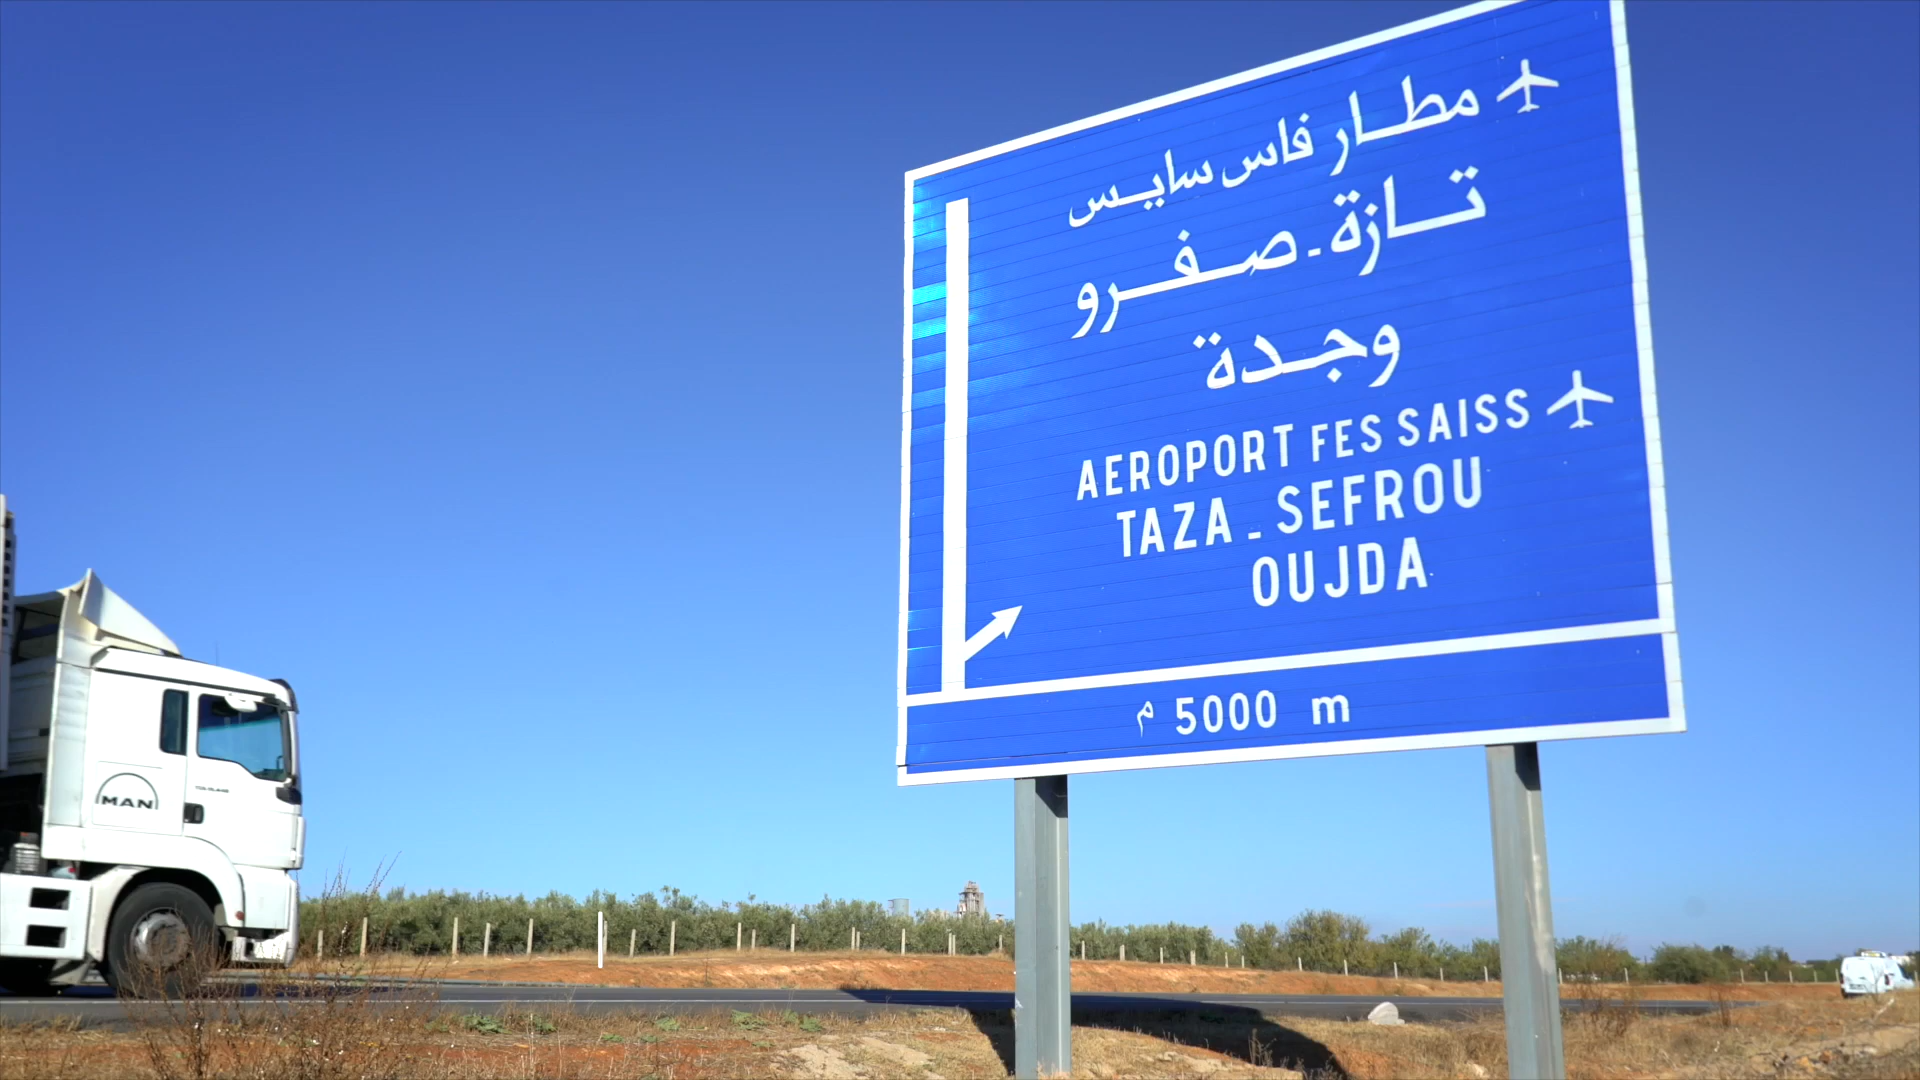 مطار فاس سايس
تازة - صفرو
وجدة
AEROPORT FES SAISS
TAZA - SEFROU
OUJDA
م 5000 m
MAN